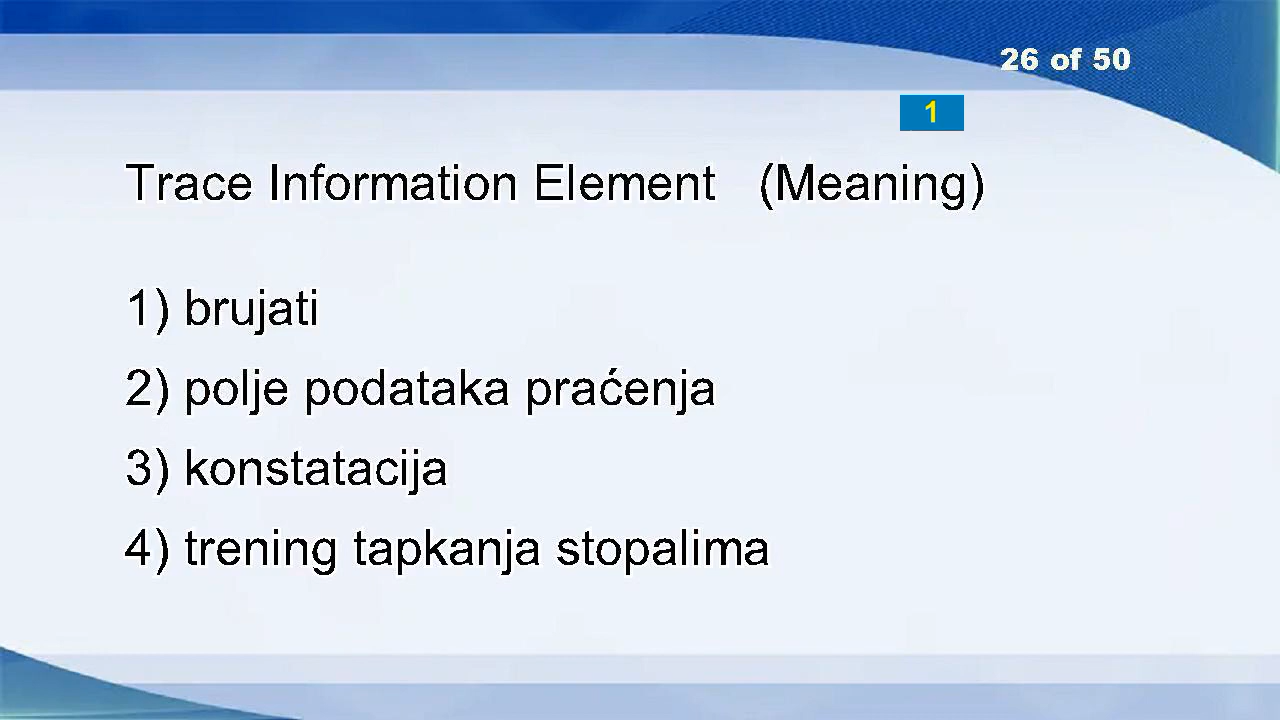 26 of 50
1
Trace Information Element (Meaning)
1) brujati
2) polje podataka praćenja
3) konstatacija
4) trening tapkanja stopalima